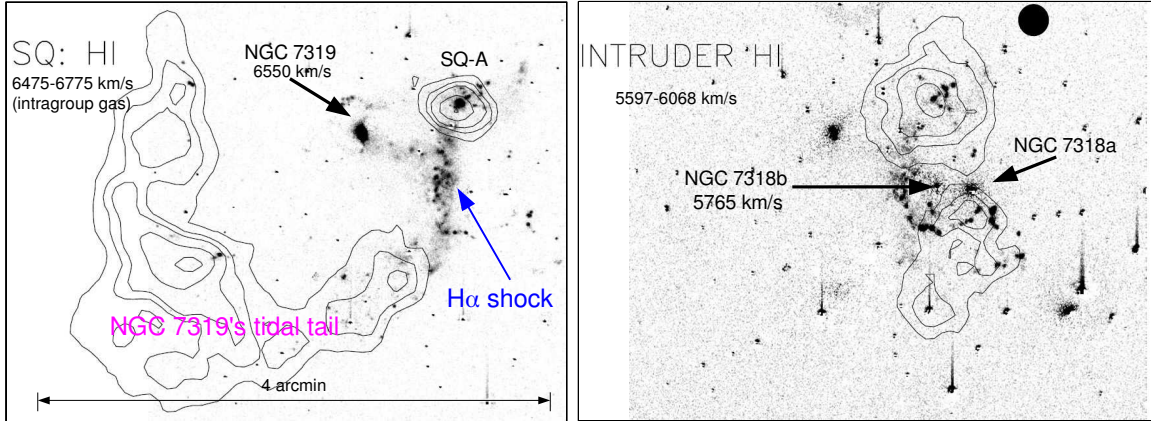 SQ: HI
6475-6775 km/s
(intragroup gas)
NGC 7319
6550 km/s
SQ-A
Hα shock
NGC 7319's tidal tail
4 arcmin
INTRUDER HI
5597-6068 km/s
NGC 7318a
NGC 7318b
5765 km/s